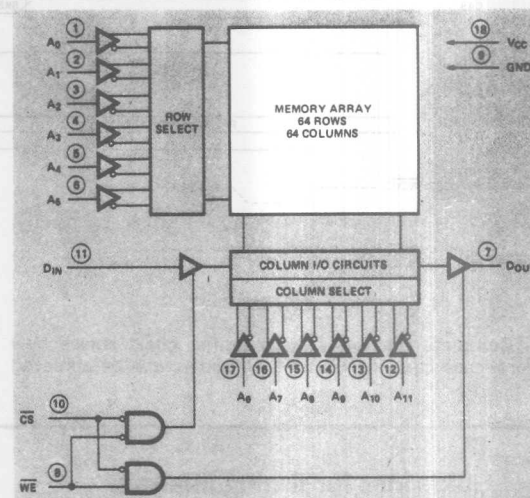 ① 
A0
②
A1
③
A2
④
A3
⑤
A4
⑥
A5
ROW
SELECT
MEMORY ARRAY
64 ROWS
64 COLUMNS
⑱
VCC
⑨
GND
⑪
DIN
COLUMN I/O CIRCUITS
COLUMN SELECT
⑦
DOUT
⑰ ⑯ ⑮ ⑭ ⑬ ⑫
A6 A7 A8 A9 A10 A11
⑩
C̅S̅
⑧
W̅E̅